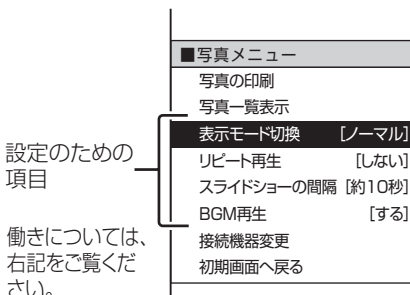 ■写真メニュー
写真の印刷
写真一覧表示
表示モード切換 [ノーマル]
リピート再生 [しない]
スライドショーの間隔 [約10秒]
BGM再生 [する]
接続機器変更
初期画面へ戻る
設定のための
項目
働きについては、
右記をご覧くだ
さい。